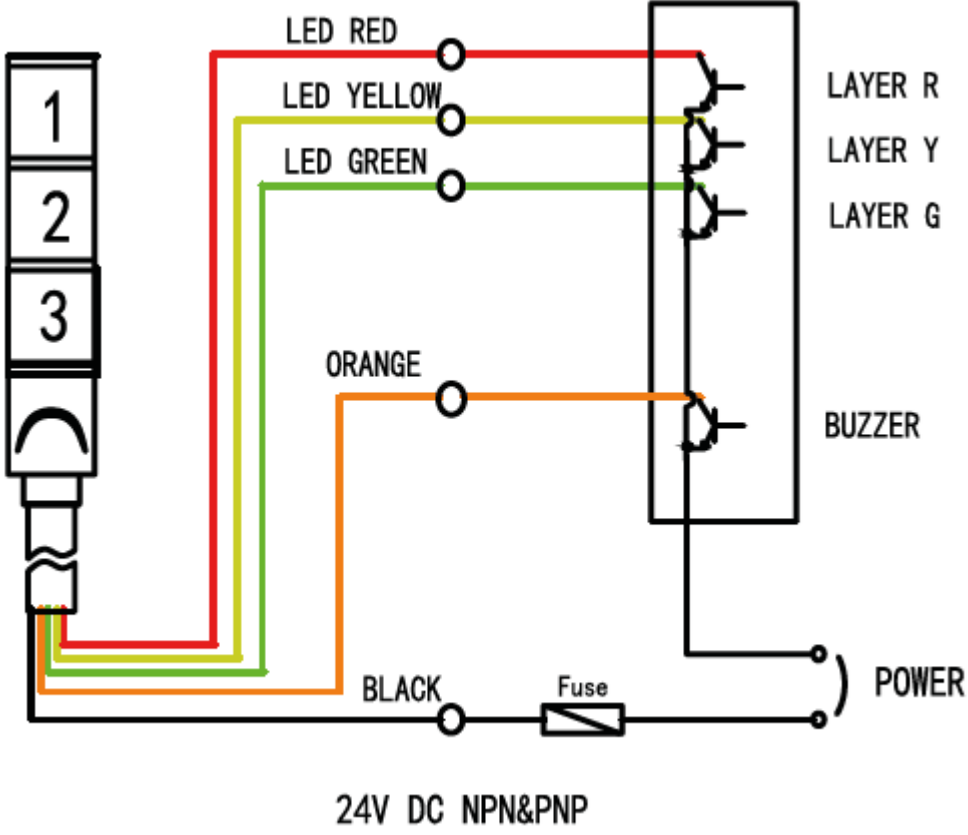 LED RED
1
LED YELLOW
LAYER R
LED GREEN
LAYER Y
2
LAYER G
3
ORANGE
BUZZER
BLACK
Fuse
POWER
24V DC NPN&PNP